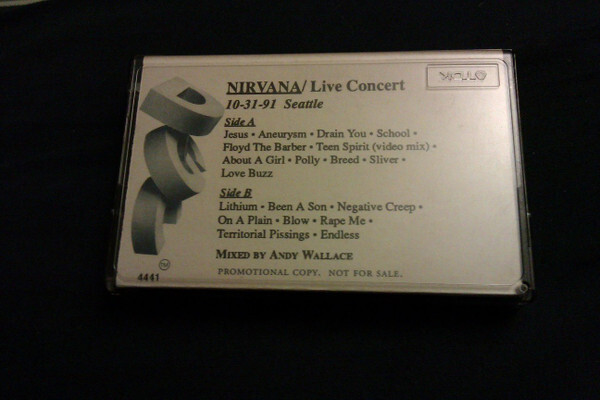 NIRVANA/ Live Concert
10-31-91 Seattle
Side A
Jesus • Aneurysm • Drain You • School •
Floyd The Barber • Teen Spirit (video mix) •
About A Girl • Polly • Breed • Sliver •
Love Buzz
Side B
Lithium • Been A Son • Negative Creep •
On A Plain • Blow • Rape Me •
Territorial Pissings • Endless
MIXED BY ANDY WALLACE
PROMOTIONAL COPY. NOT FOR SALE.
TM
4441